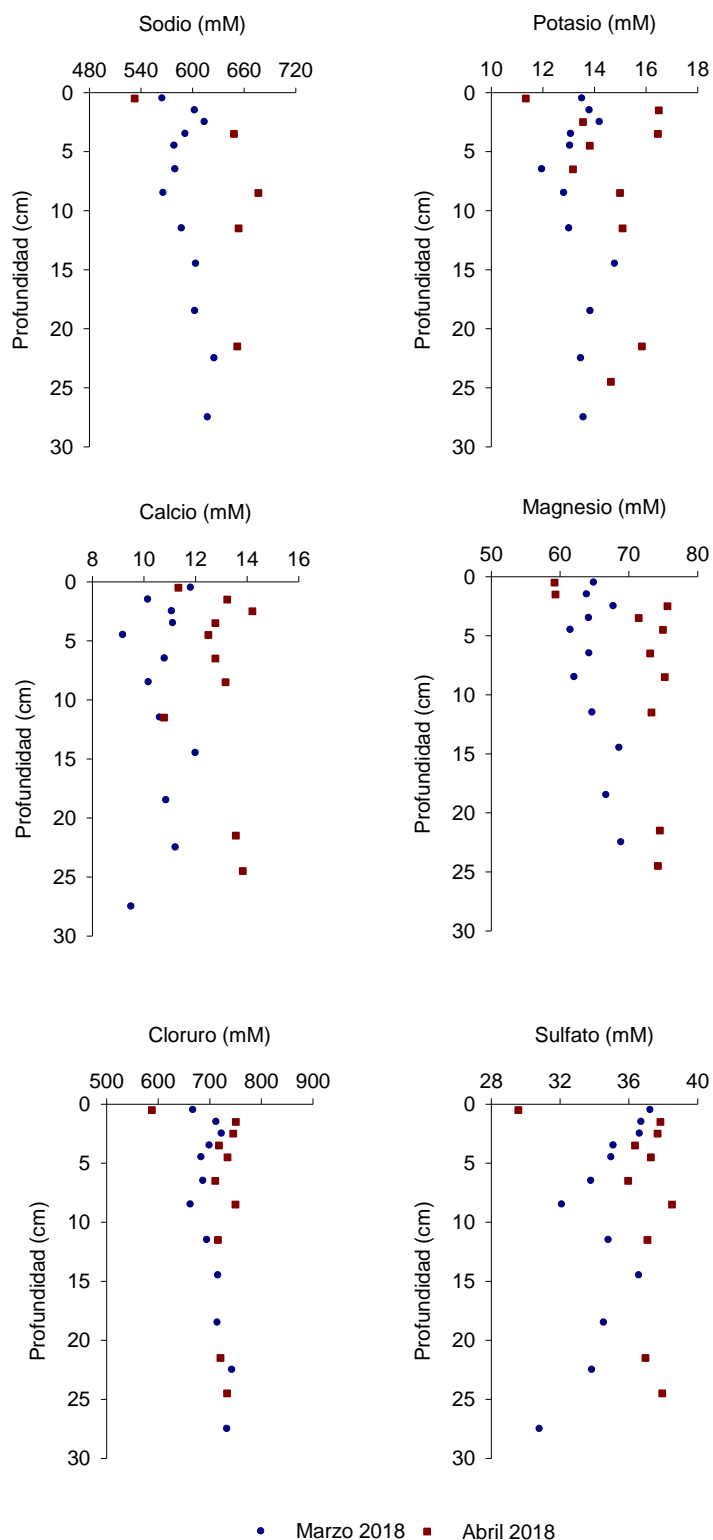 Sodio (mM)
480 540 600 660 720
0
5
10
15
20
25
30
Profundidad (cm)
Potasio (mM)
10 12 14 16 18
0
5
10
15
20
25
30
Profundidad (cm)
Calcio (mM)
8 10 12 14 16
0
5
10
15
20
25
30
Profundidad (cm)
Magnesio (mM)
50 60 70 80
0
5
10
15
20
25
30
Profundidad (cm)
Cloruro (mM)
500 600 700 800 900
0
5
10
15
20
25
30
Profundidad (cm)
Sulfato (mM)
28 32 36 40
0
5
10
15
20
25
30
Profundidad (cm)
Marzo 2018 Abril 2018